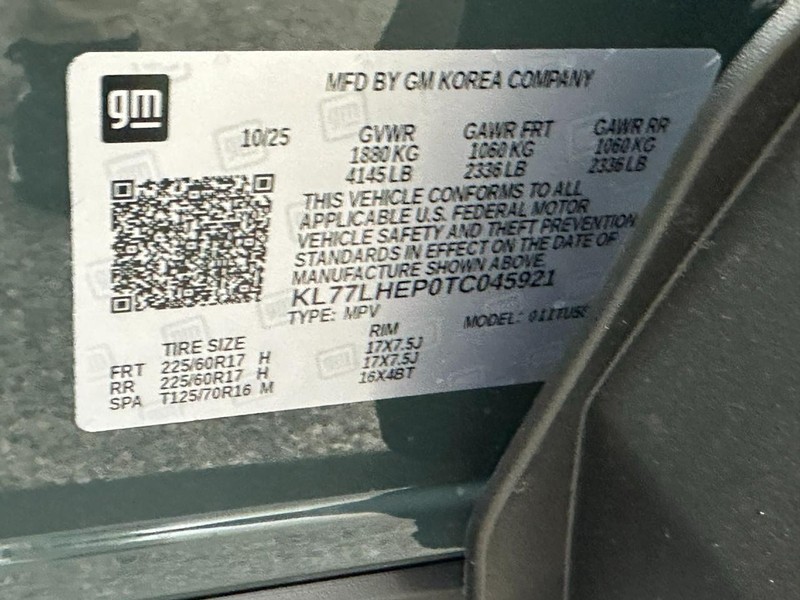 gm
MFD BY GM KOREA COMPANY
10/25 GVWR GAWR FRT GAWR RR
1880 KG 1060 KG 1060 KG
4145 LB 2336 LB 2336 LB
THIS VEHICLE CONFORMS TO ALL
APPLICABLE U.S. FEDERAL MOTOR
VEHICLE SAFETY AND THEFT PREVENTION
STANDARDS IN EFFECT ON THE DATE OF
MANUFACTURE SHOWN ABOVE.
KL77LHEP0TC045921
TYPE: MPV MODEL:
TIRE SIZE RIM
FRT 225/60R17 H 17X7.5J
RR 225/60R17 H 17X7.5J
SPA T125/70R16 M 16X4BT